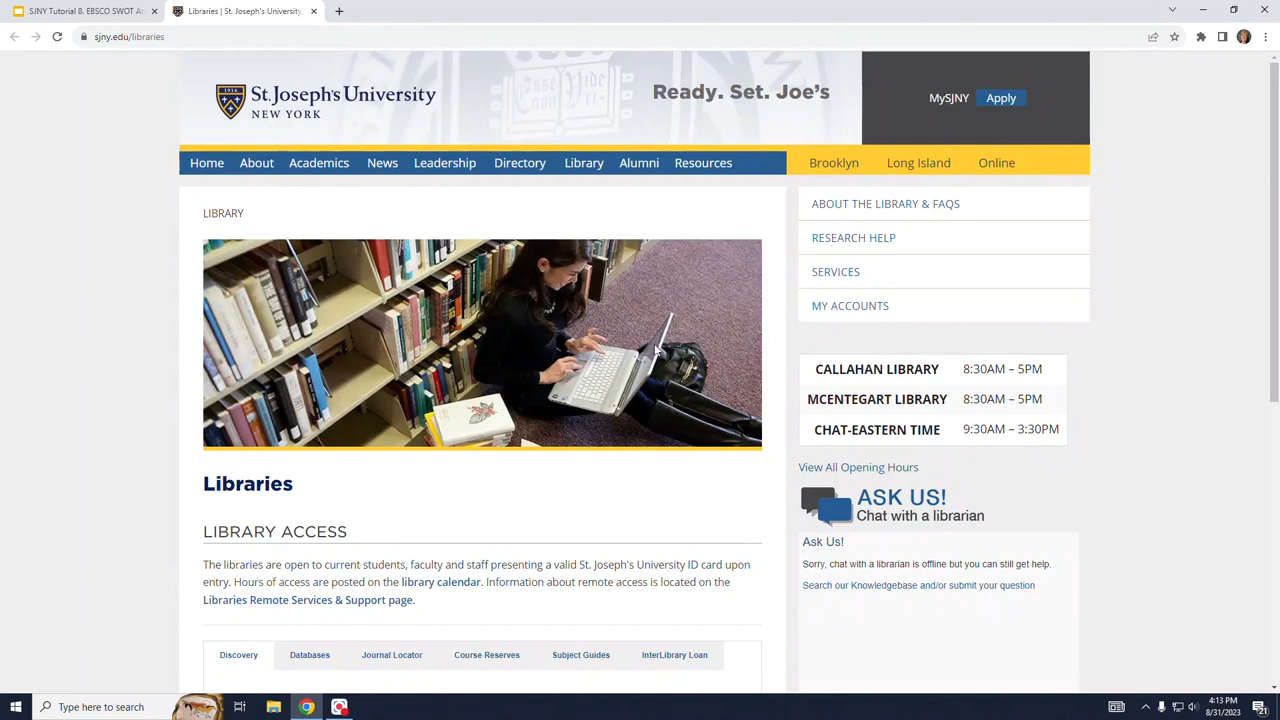 SJNY Tutorial 8. EBSCO SWOT An
Libraries | St. Joseph's University,
sjny.edu/libraries
1916
St. Joseph's University
NEW YORK
Esse Non Videri
Ready. Set. Joe's
MySJNY
Apply
Home
About
Academics
News
Leadership
Directory
Library
Alumni
Resources
Brooklyn
Long Island
Online
LIBRARY
Libraries
LIBRARY ACCESS
The libraries are open to current students, faculty and staff presenting a valid St. Joseph's University ID card upon
entry. Hours of access are posted on the library calendar. Information about remote access is located on the
Libraries Remote Services & Support page.
Discovery
Databases
Journal Locator
Course Reserves
Subject Guides
InterLibrary Loan
ABOUT THE LIBRARY & FAQS
RESEARCH HELP
SERVICES
MY ACCOUNTS
CALLAHAN LIBRARY 8:30AM – 5PM
MCENTEGART LIBRARY 8:30AM – 5PM
CHAT-EASTERN TIME 9:30AM – 3:30PM
View All Opening Hours
ASK US!
Chat with a librarian
Ask Us!
Sorry, chat with a librarian is offline but you can still get help.
Search our Knowledgebase and/or submit your question
Type here to search
4:13 PM
8/31/2023
21